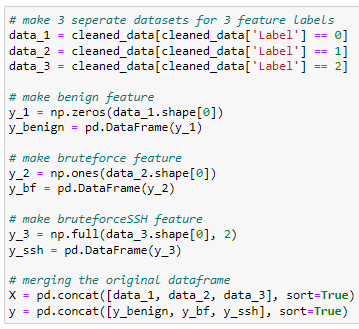 # make 3 seperate datasets for 3 feature labels
data_1 = cleaned_data[cleaned_data['Label'] == 0]
data_2 = cleaned_data[cleaned_data['Label'] == 1]
data_3 = cleaned_data[cleaned_data['Label'] == 2]
# make benign feature
y_1 = np.zeros(data_1.shape[0])
y_benign = pd.DataFrame(y_1)
# make bruteforce feature
y_2 = np.ones(data_2.shape[0])
y_bf = pd.DataFrame(y_2)
# make bruteforceSSH feature
y_3 = np.full(data_3.shape[0], 2)
y_ssh = pd.DataFrame(y_3)
# merging the original dataframe
X = pd.concat([data_1, data_2, data_3], sort=True)
y = pd.concat([y_benign, y_bf, y_ssh], sort=True)